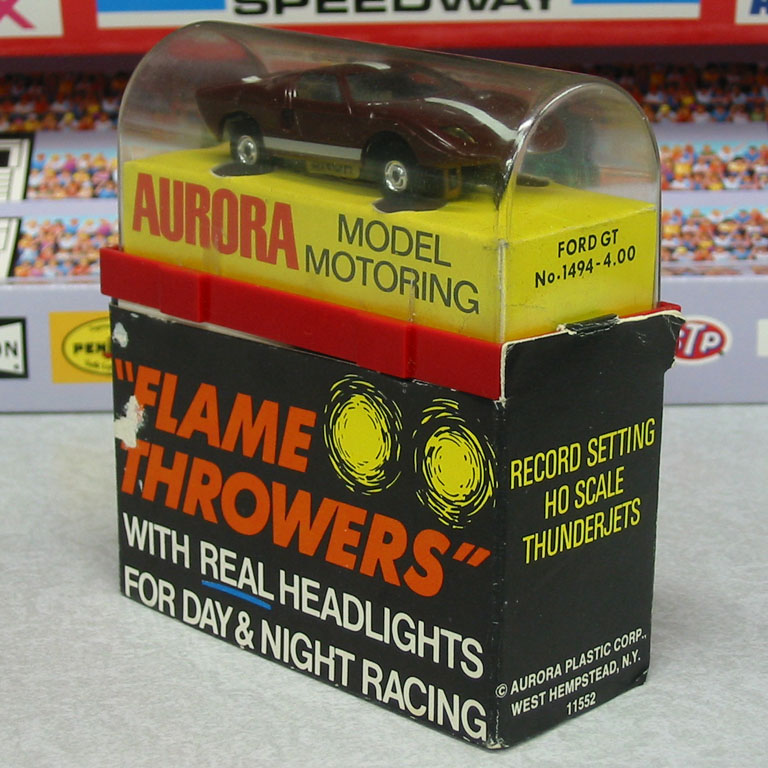 SPEEDWAY
AURORA
MODEL
MOTORING
FORD GT
No.1494-4.00
"FLAME
THROWERS"
WITH REAL HEADLIGHTS
FOR DAY & NIGHT RACING
RECORD SETTING
HO SCALE
THUNDERJETS
© AURORA PLASTIC CORP.,
WEST HEMPSTEAD, N.Y.
11552
STP